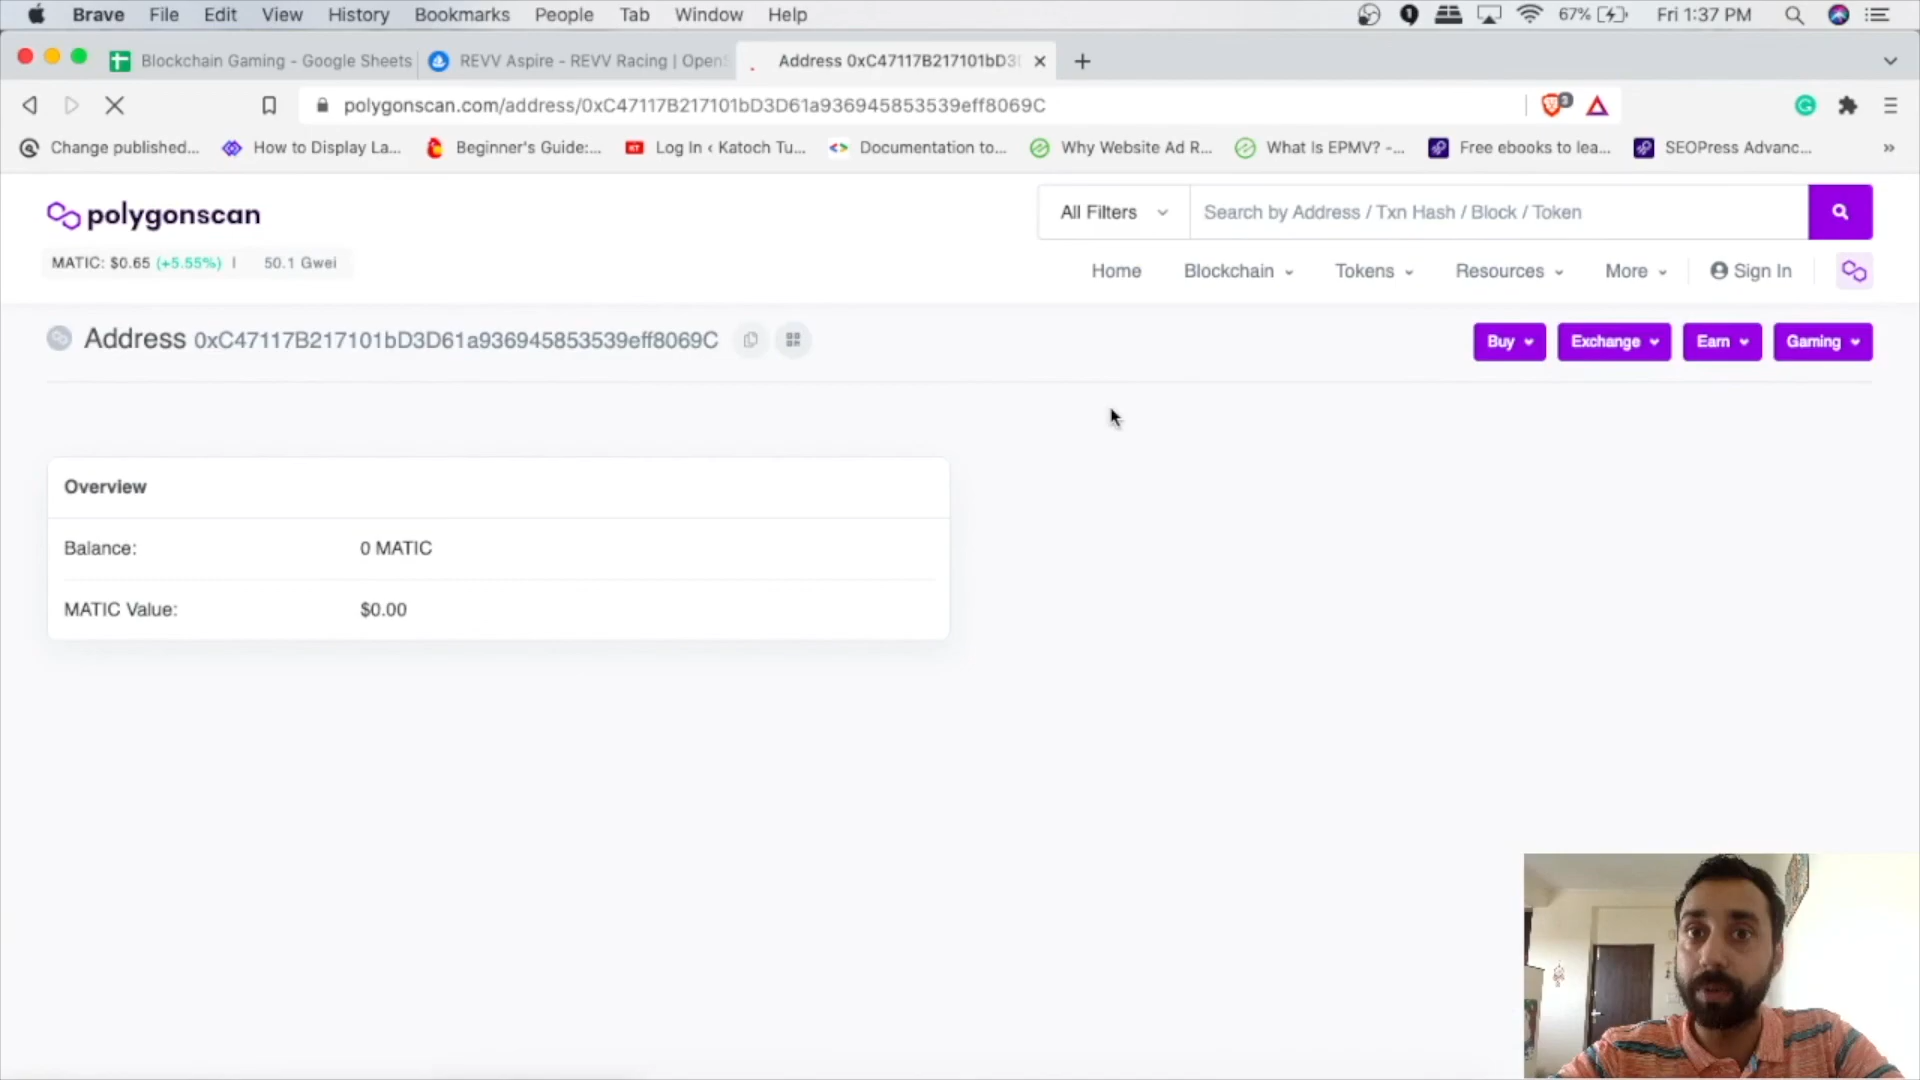 Brave File Edit View History Bookmarks People Tab Window Help 67% Fri 1:37 PM
Blockchain Gaming - Google Sheets REVV Aspire - REVV Racing | Open Address 0xC47117B217101bD3
polygonscan.com/address/0xC47117B217101bD3D61a936945853539eff8069C
Change published... How to Display La... Beginner's Guide:... Log In ‹ Katoch Tu... Documentation to... Why Website Ad R... What Is EPMV? -... Free ebooks to lea... SEOPress Advanc... »
polygonscan
All Filters Search by Address / Txn Hash / Block / Token
MATIC: $0.65 (+5.55%) | 50.1 Gwei
Home Blockchain Tokens Resources More Sign In
Address 0xC47117B217101bD3D61a936945853539eff8069C
Buy Exchange Earn Gaming
Overview
Balance: 0 MATIC
MATIC Value: $0.00